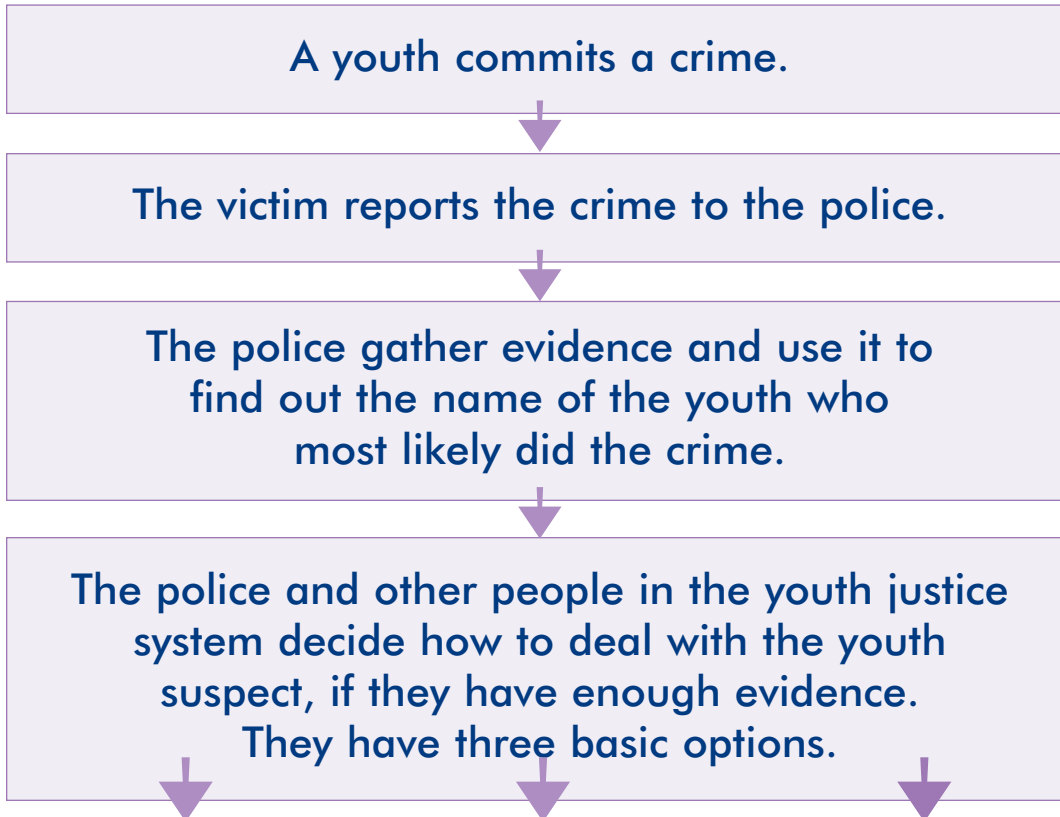 A youth commits a crime.
The victim reports the crime to the police.
The police gather evidence and use it to
find out the name of the youth who
most likely did the crime.
The police and other people in the youth justice
system decide how to deal with the youth
suspect, if they have enough evidence.
They have three basic options.